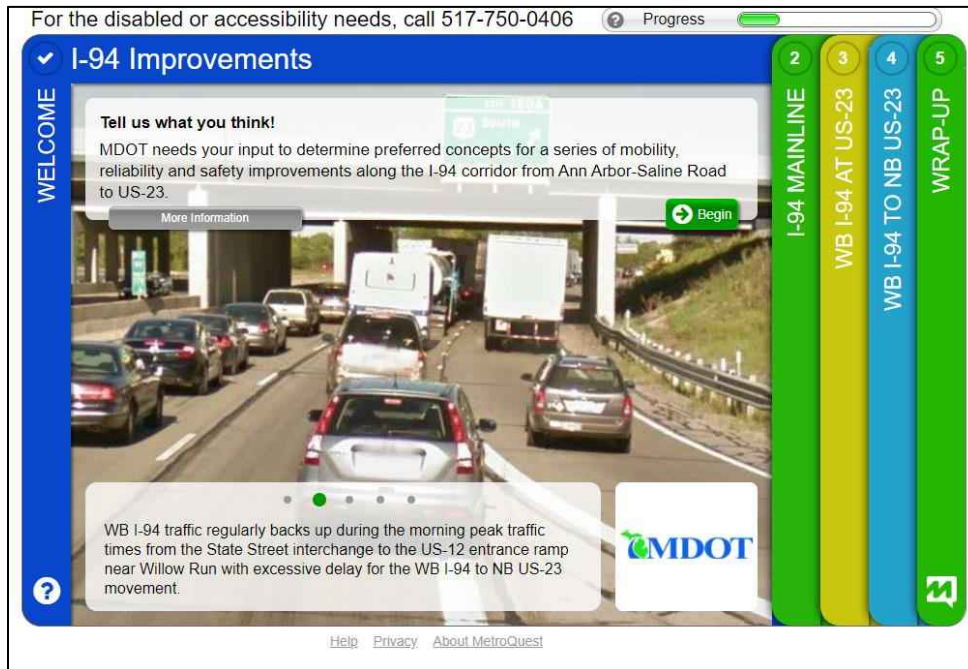 For the disabled or accessibility needs, call 517-750-0406
Progress
I-94 Improvements
WELCOME
Tell us what you think!
MDOT needs your input to determine preferred concepts for a series of mobility,
reliability and safety improvements along the I-94 corridor from Ann Arbor-Saline Road
to US-23.
More Information
Begin
SOUTH
23
WB I-94 traffic regularly backs up during the morning peak traffic
times from the State Street interchange to the US-12 entrance ramp
near Willow Run with excessive delay for the WB I-94 to NB US-23
movement.
MDOT
2
I-94 MAINLINE
3
WB I-94 AT US-23
4
WB I-94 TO NB US-23
5
WRAP-UP
Help Privacy About MetroQuest